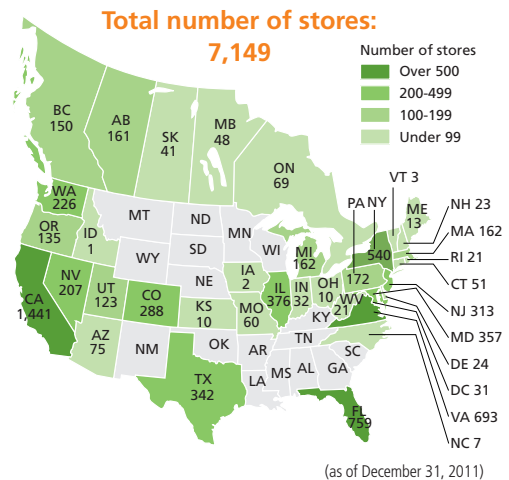 Total number of stores:
7,149
Number of stores
Over 500
200-499
100-199
Under 99
BC
150
AB
161
SK
41
MB
48
ON
69
VT 3
PA NY
ME
13
NH 23
MA 162
RI 21
CT 51
NJ 313
MD 357
DE 24
DC 31
VA 693
NC 7
WA
226
OR
135
ID
1
MT
ND
MN
WI
MI
162
540
172
WY
SD
NE
IA
2
IL
376
IN
32
OH
10
WV
21
KY
CA
1,441
NV
207
UT
123
CO
288
KS
10
MO
60
TN
AZ
75
NM
OK
AR
SC
MS
AL
GA
LA
TX
342
FL
759
(as of December 31, 2011)